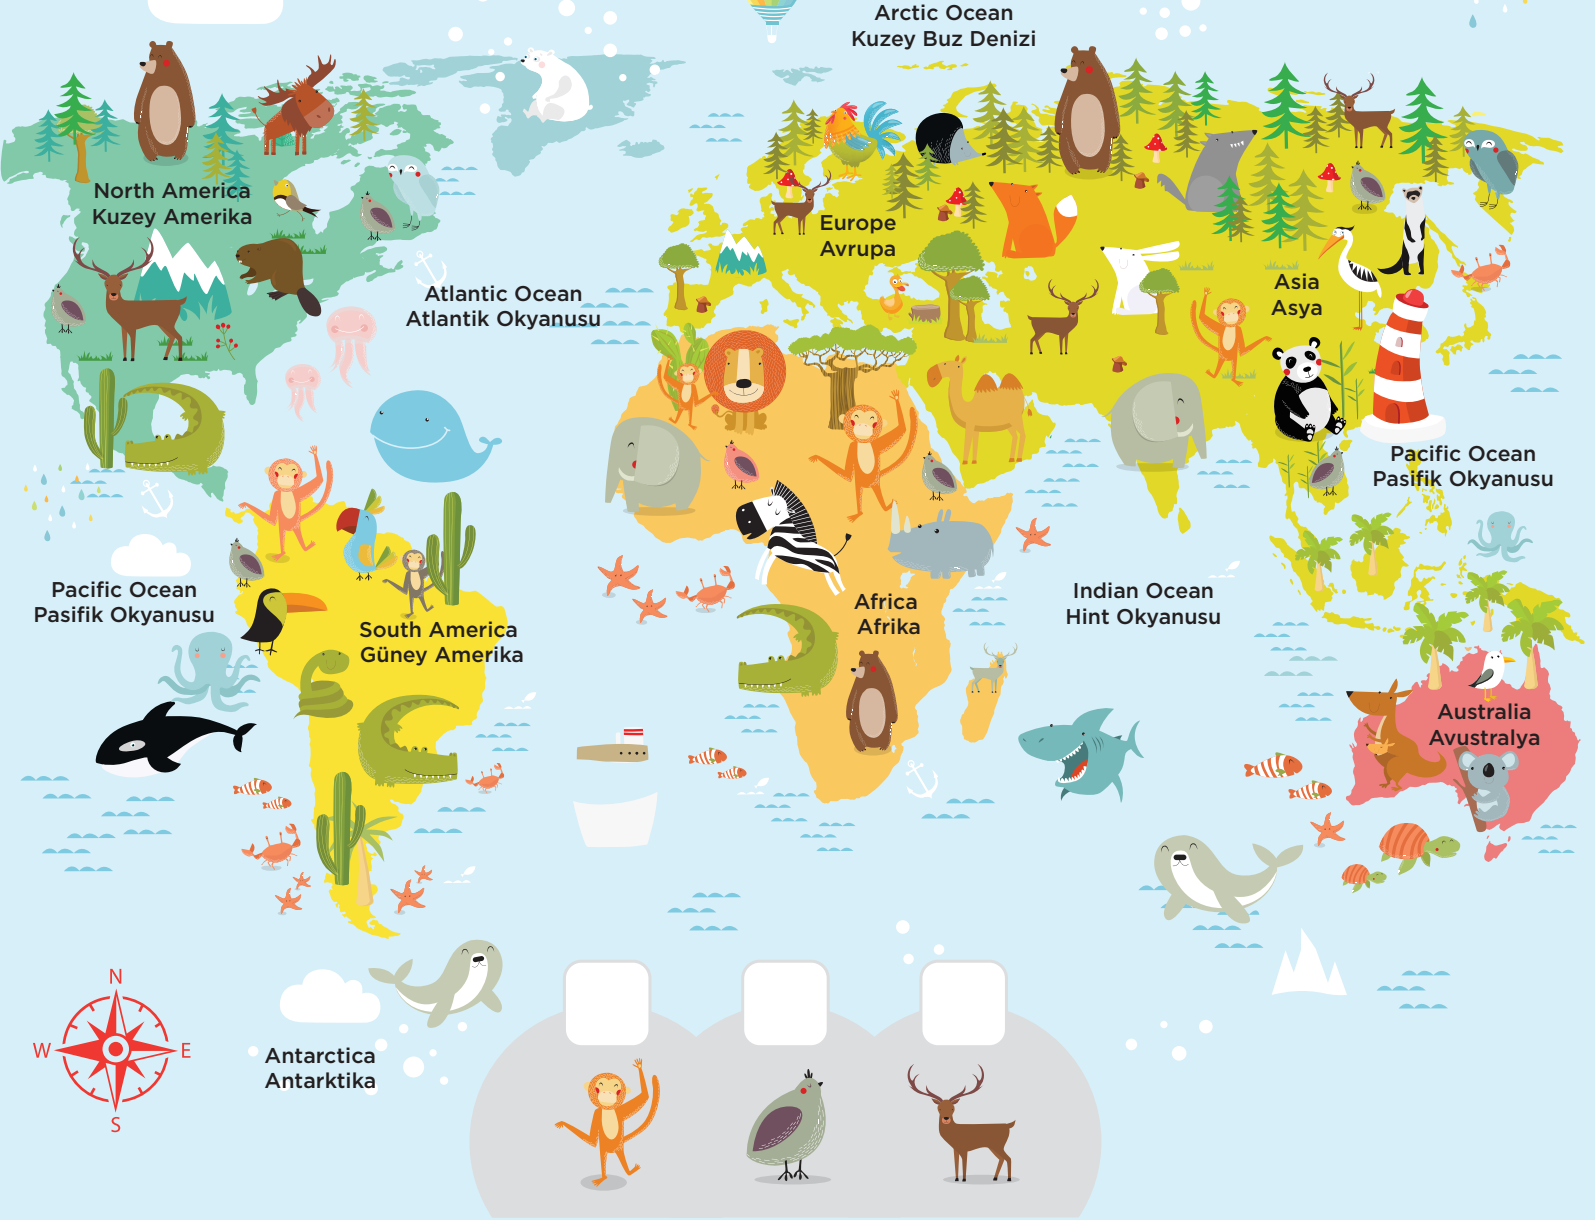 Arctic Ocean
Kuzey Buz Denizi
North America
Kuzey Amerika
Europe
Avrupa
Atlantic Ocean
Atlantik Okyanusu
Asia
Asya
Pacific Ocean
Pasifik Okyanusu
Pacific Ocean
Pasifik Okyanusu
South America
Güney Amerika
Africa
Afrika
Indian Ocean
Hint Okyanusu
Australia
Avustralya
N
W
E
S
Antarctica
Antarktika